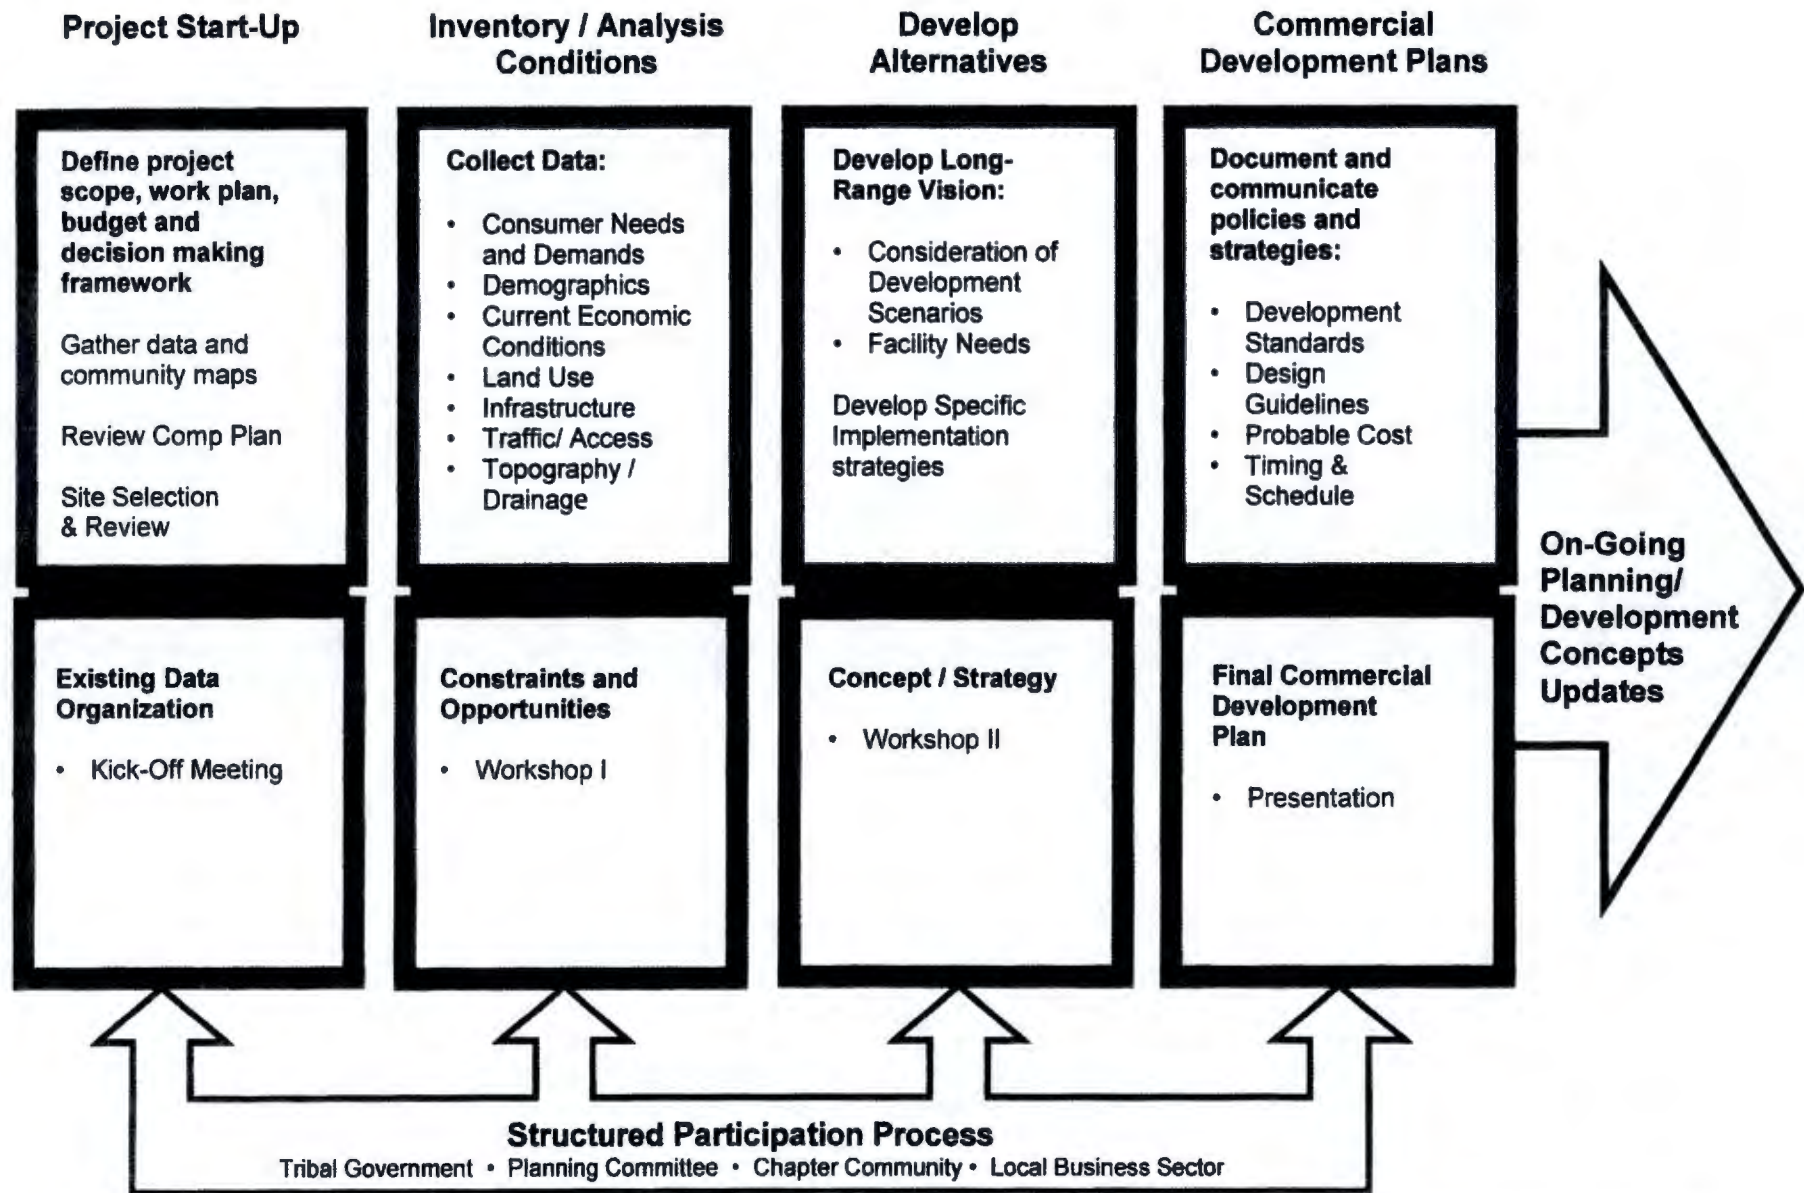 Project Start-Up
Inventory / Analysis
Conditions
Develop
Alternatives
Commercial
Development Plans
Define project
scope, work plan,
budget and
decision making
framework
Gather data and
community maps
Review Comp Plan
Site Selection
& Review
Collect Data:
• Consumer Needs
and Demands
• Demographics
• Current Economic
Conditions
• Land Use
• Infrastructure
• Traffic/ Access
• Topography /
Drainage
Develop Long-
Range Vision:
• Consideration of
Development
Scenarios
• Facility Needs
Develop Specific
Implementation
strategies
Document and
communicate
policies and
strategies:
• Development
Standards
• Design
Guidelines
• Probable Cost
• Timing &
Schedule
Existing Data
Organization
• Kick-Off Meeting
Constraints and
Opportunities
• Workshop I
Concept / Strategy
• Workshop II
Final Commercial
Development
Plan
• Presentation
On-Going
Planning/
Development
Concepts
Updates
Structured Participation Process
Tribal Government • Planning Committee • Chapter Community • Local Business Sector